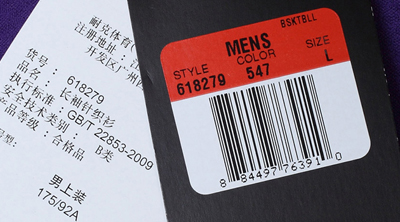 耐克体育(
注册地址:
开发区广州
货号: 618279
品名: 长袖针织衫
执行标准: GB/T 22853-2009
安全技术类别: B类
产品等级: 合格品
男上装
175/92A
BSKTBLL
MENS
STYLE COLOR SIZE
618279 547 L
8 84497 76391 0